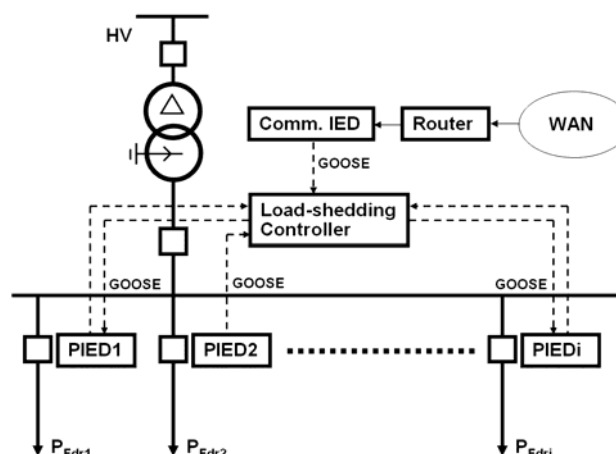 HV
Comm. IED
Router
WAN
GOOSE
Load-shedding
Controller
GOOSE
GOOSE
GOOSE
PIED1
PIED2
PIEDi
PFdr1
PFdr2
PFdri